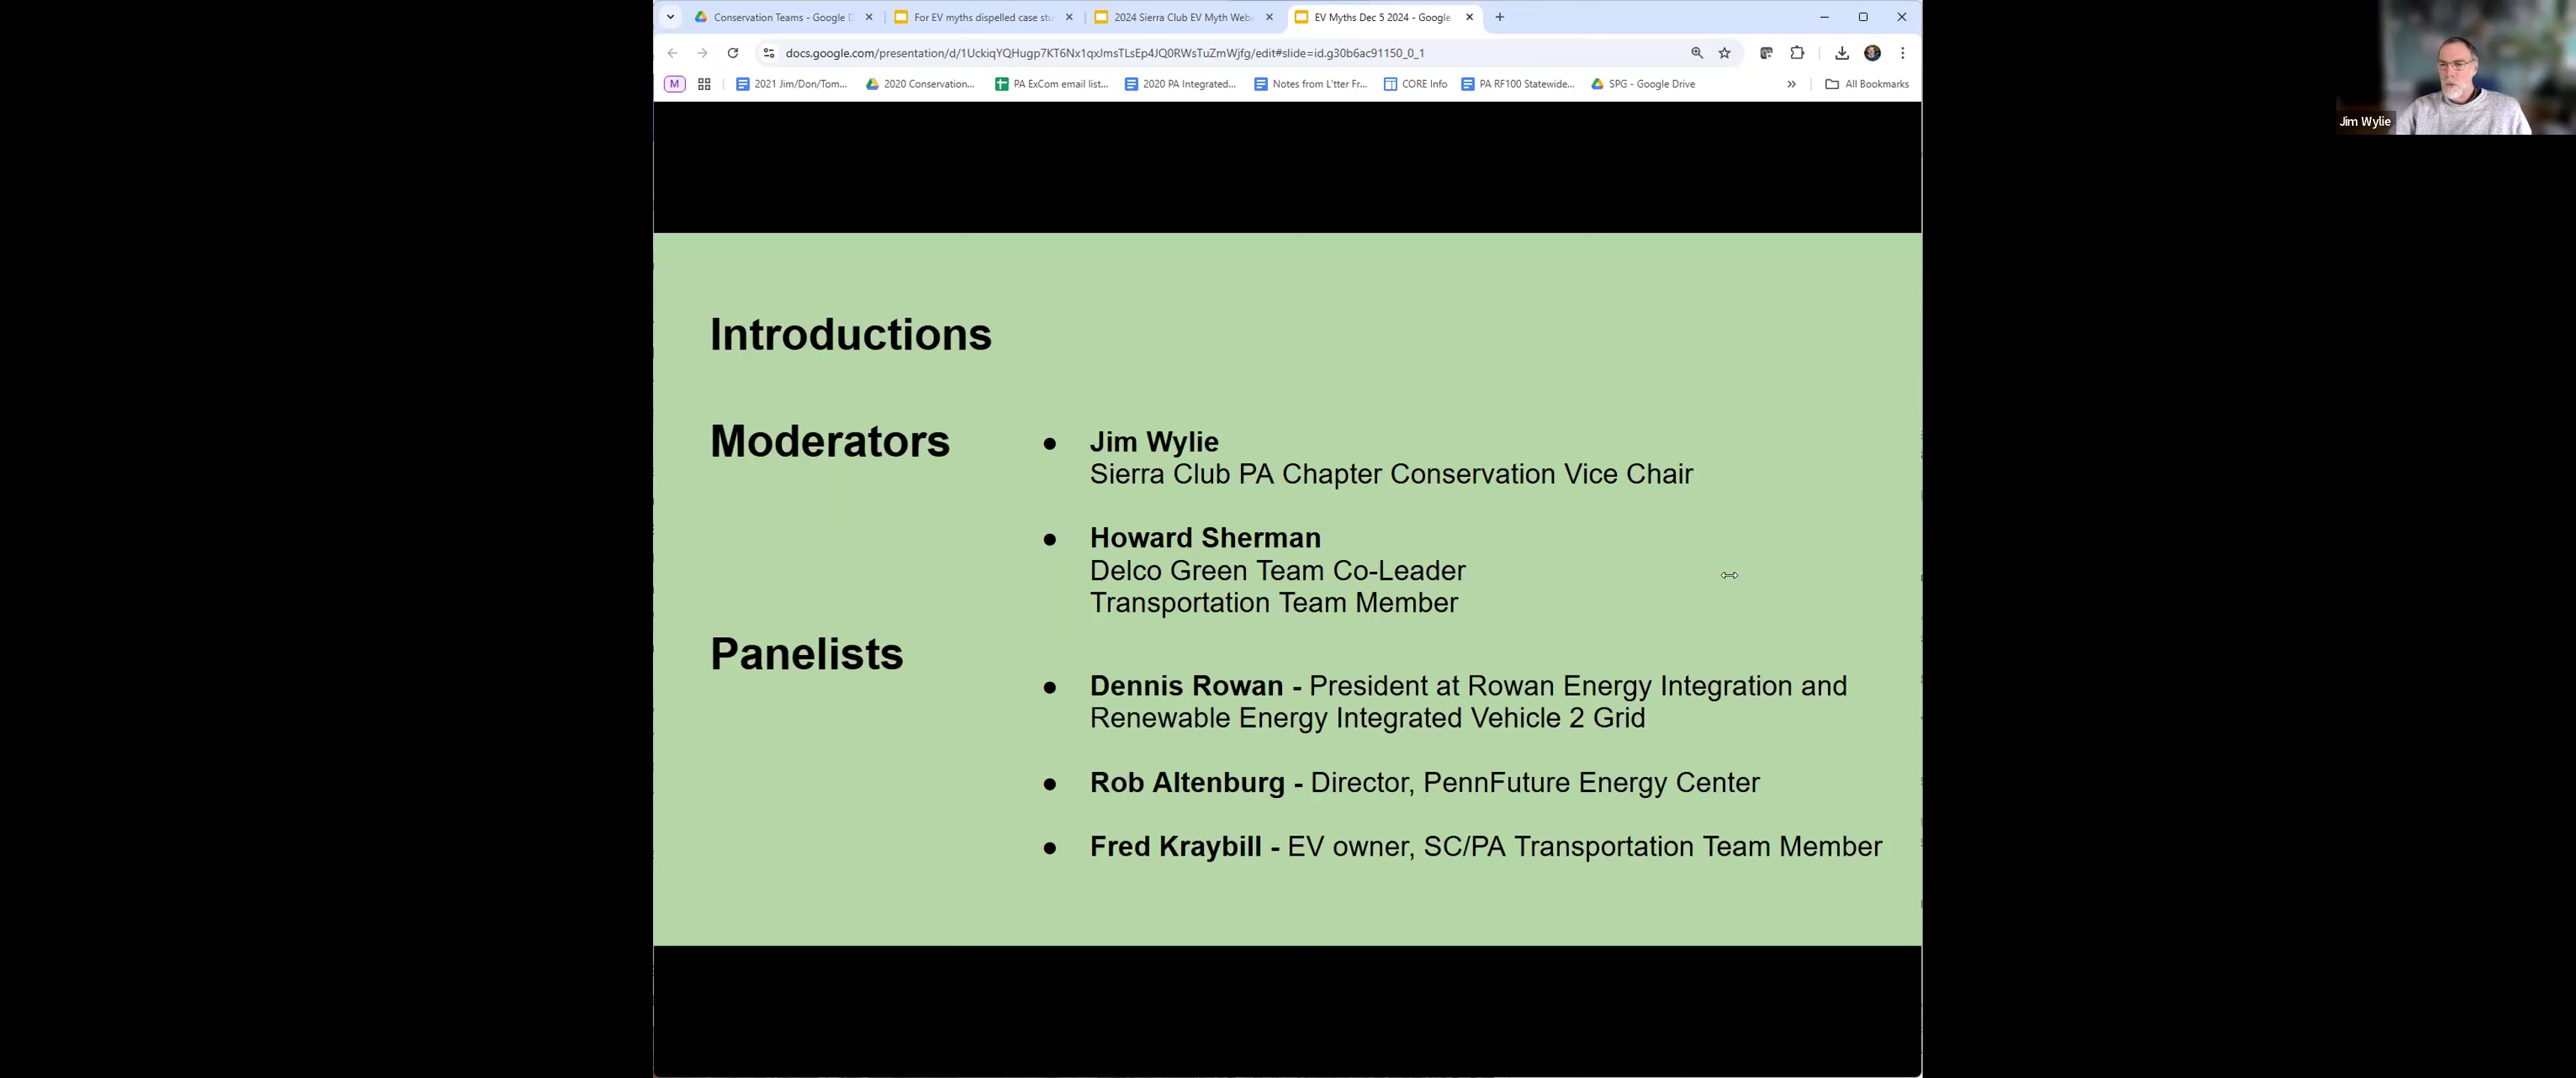 Conservation Teams - Google D
For EV myths dispelled case stu
2024 Sierra Club EV Myth Web
EV Myths Dec 5 2024 - Google
docs.google.com/presentation/d/1UckiqYQHugp7KT6Nx1qxJmsTLsEp4JQ0RWsTuZmWjfg/edit#slide=id.g30b6ac91150_0_1
M
2021 Jim/Don/Tom...
2020 Conservation...
PA ExCom email list...
2020 PA Integrated...
Notes from L'tter Fr...
CORE Info
PA RF100 Statewide...
SPG - Google Drive
All Bookmarks
Jim Wylie
Introductions
Moderators
● Jim Wylie
Sierra Club PA Chapter Conservation Vice Chair
● Howard Sherman
Delco Green Team Co-Leader
Transportation Team Member
Panelists
● Dennis Rowan - President at Rowan Energy Integration and
Renewable Energy Integrated Vehicle 2 Grid
● Rob Altenburg - Director, PennFuture Energy Center
● Fred Kraybill - EV owner, SC/PA Transportation Team Member